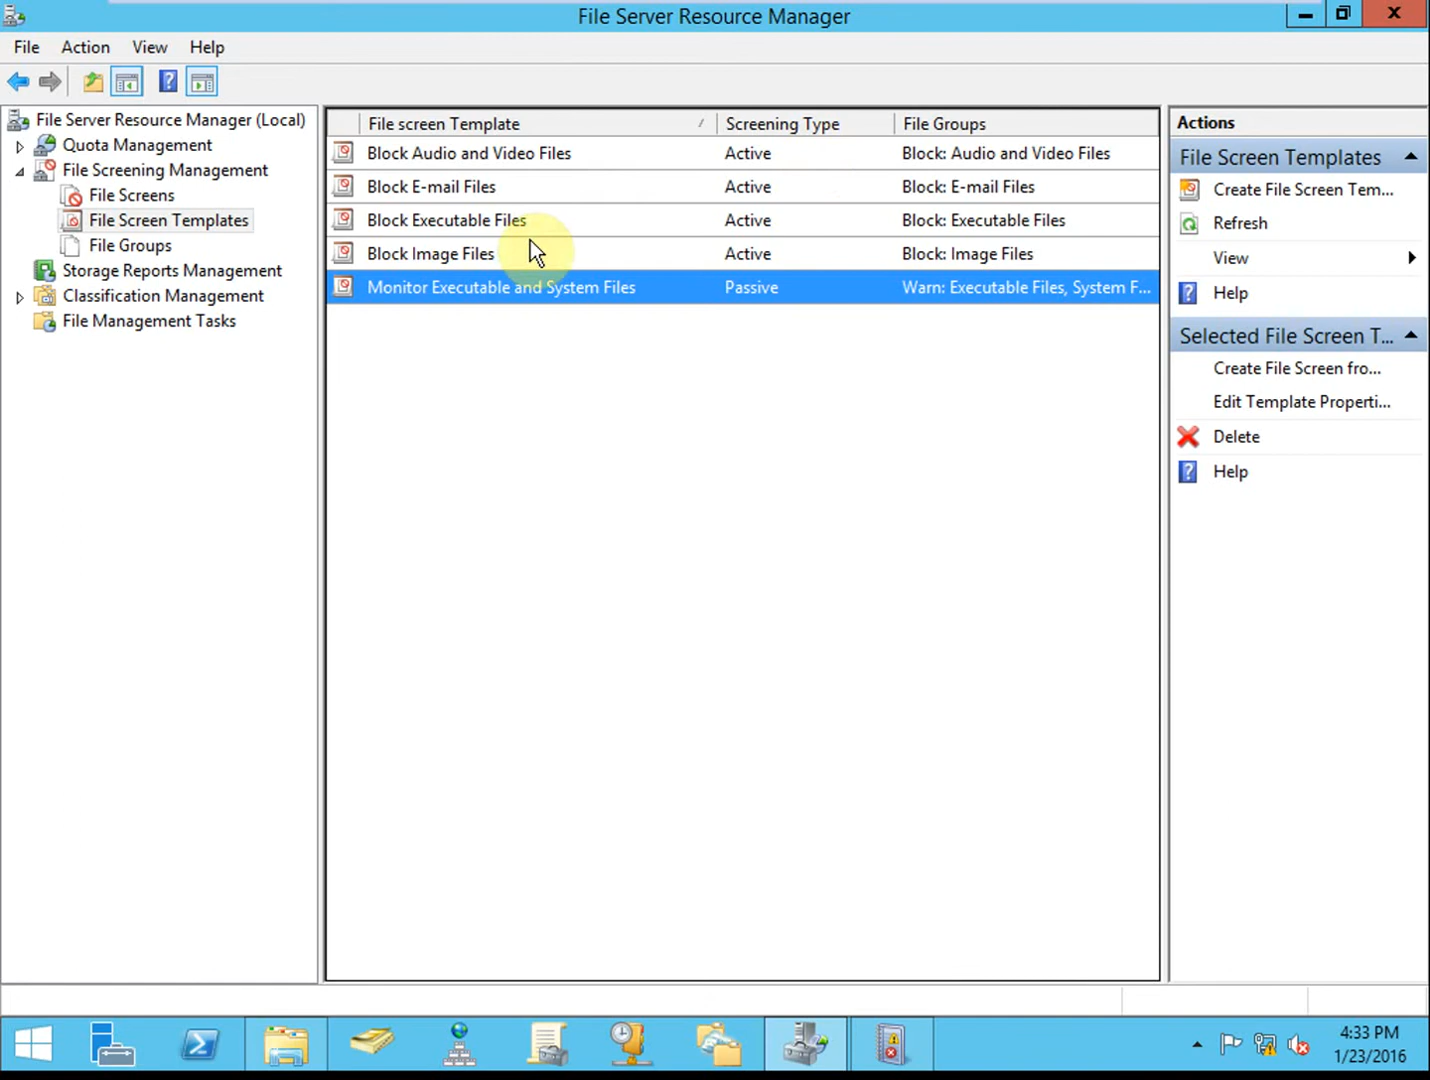 File Server Resource Manager
File Action View Help
File Server Resource Manager (Local)
Quota Management
File Screening Management
File Screens
File Screen Templates
File Groups
Storage Reports Management
Classification Management
File Management Tasks
File screen Template Screening Type File Groups
Block Audio and Video Files Active Block: Audio and Video Files
Block E-mail Files Active Block: E-mail Files
Block Executable Files Active Block: Executable Files
Block Image Files Active Block: Image Files
Monitor Executable and System Files Passive Warn: Executable Files, System F...
Actions
File Screen Templates
Create File Screen Tem...
Refresh
View
Help
Selected File Screen T...
Create File Screen fro...
Edit Template Properti...
Delete
Help
4:33 PM
1/23/2016